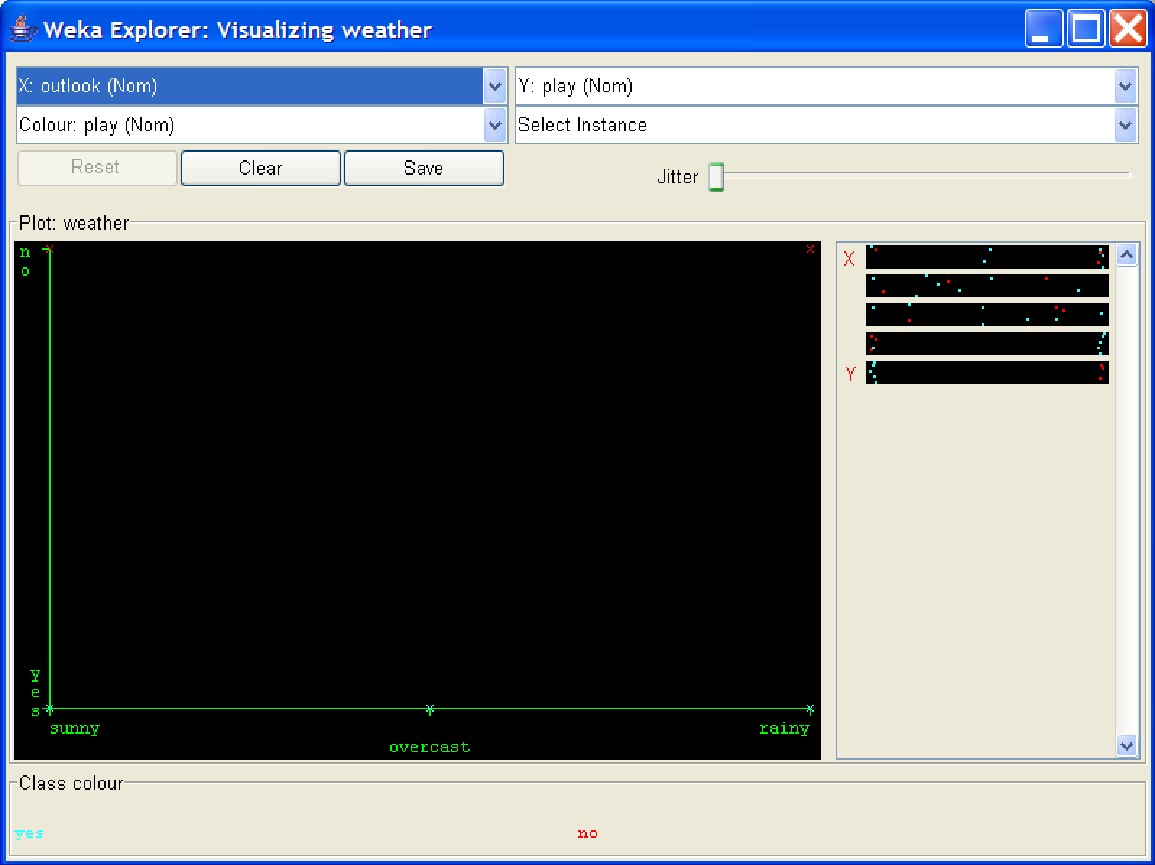 Weka Explorer: Visualizing weather
X: outlook (Nom)
Y: play (Nom)
Colour: play (Nom)
Select Instance
Reset
Clear
Save
Jitter
Plot: weather
no
X
Y
yes
sunny
overcast
rainy
Class colour
yes
no